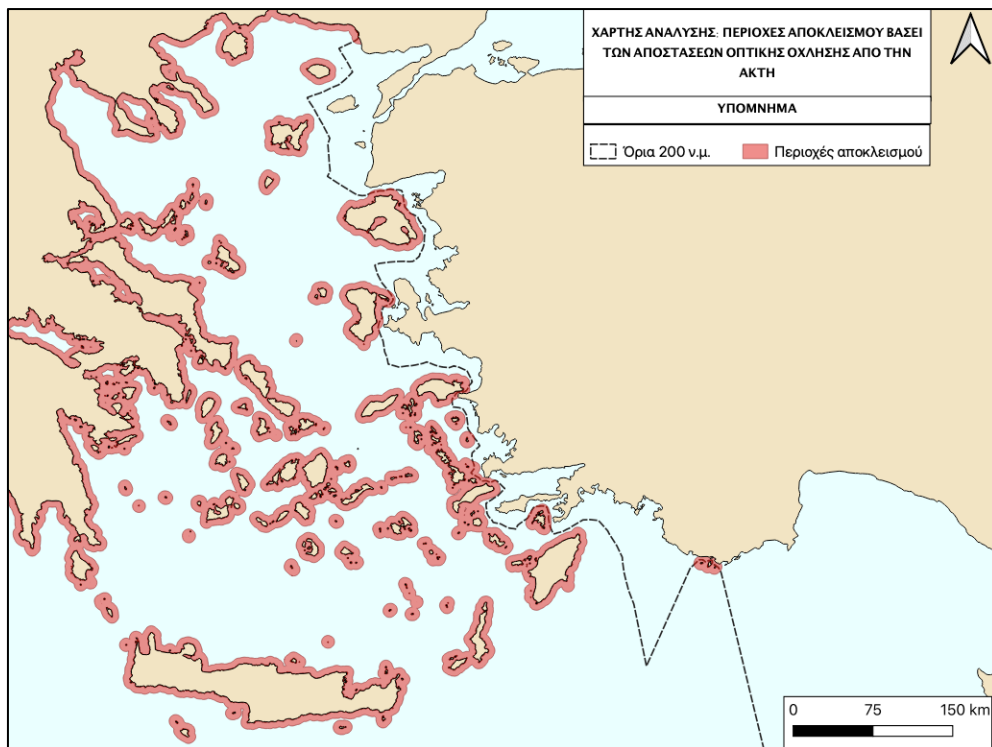 ΧΑΡΤΗΣ ΑΝΑΛΥΣΗΣ: ΠΕΡΙΟΧΕΣ ΑΠΟΚΛΕΙΣΜΟΥ ΒΑΣΕΙ
ΤΩΝ ΑΠΟΣΤΑΣΕΩΝ ΟΠΤΙΚΗΣ ΟΧΛΗΣΗΣ ΑΠΟ ΤΗΝ
ΑΚΤΗ
ΥΠΟΜΝΗΜΑ
Όρια 200 ν.μ. Περιοχές αποκλεισμού
0 75 150 km